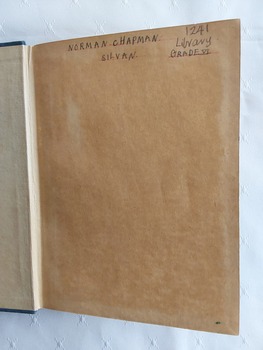 NORMAN CHAPMAN.
SILVAN.
1241
Library
GRADE VI